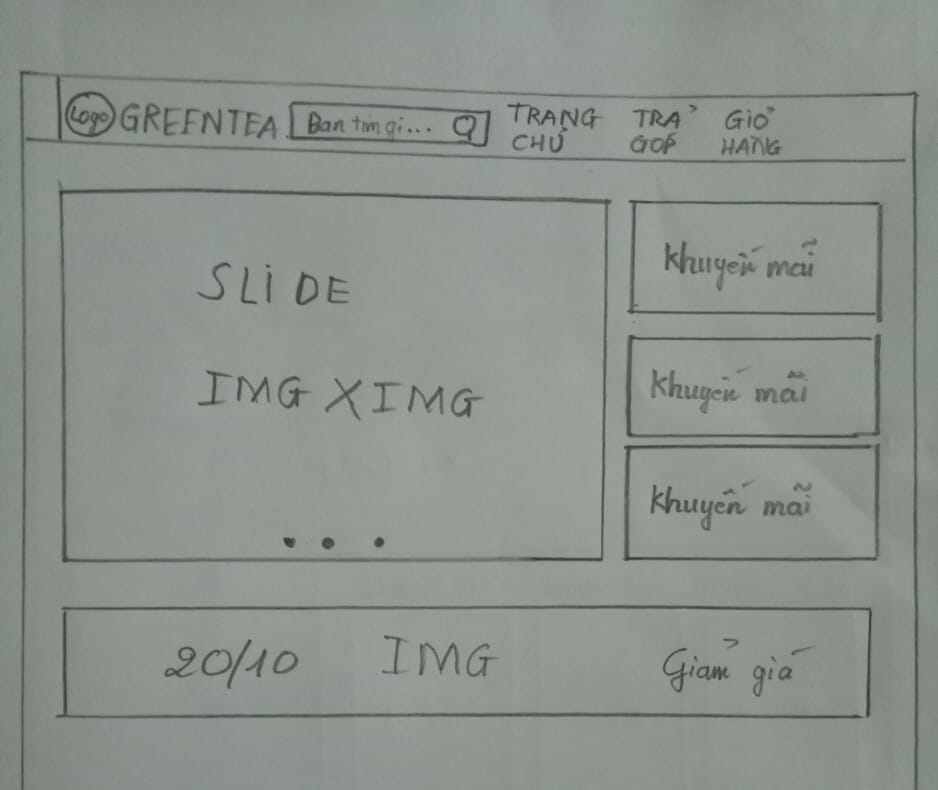 Logo GREENTEA Bạn tìm gì... TRANG CHỦ TRẢ GÓP GIỎ HÀNG
SLIDE
IMG X IMG
Khuyến mãi
Khuyến mãi
Khuyến mãi
20/10 IMG Giảm giá